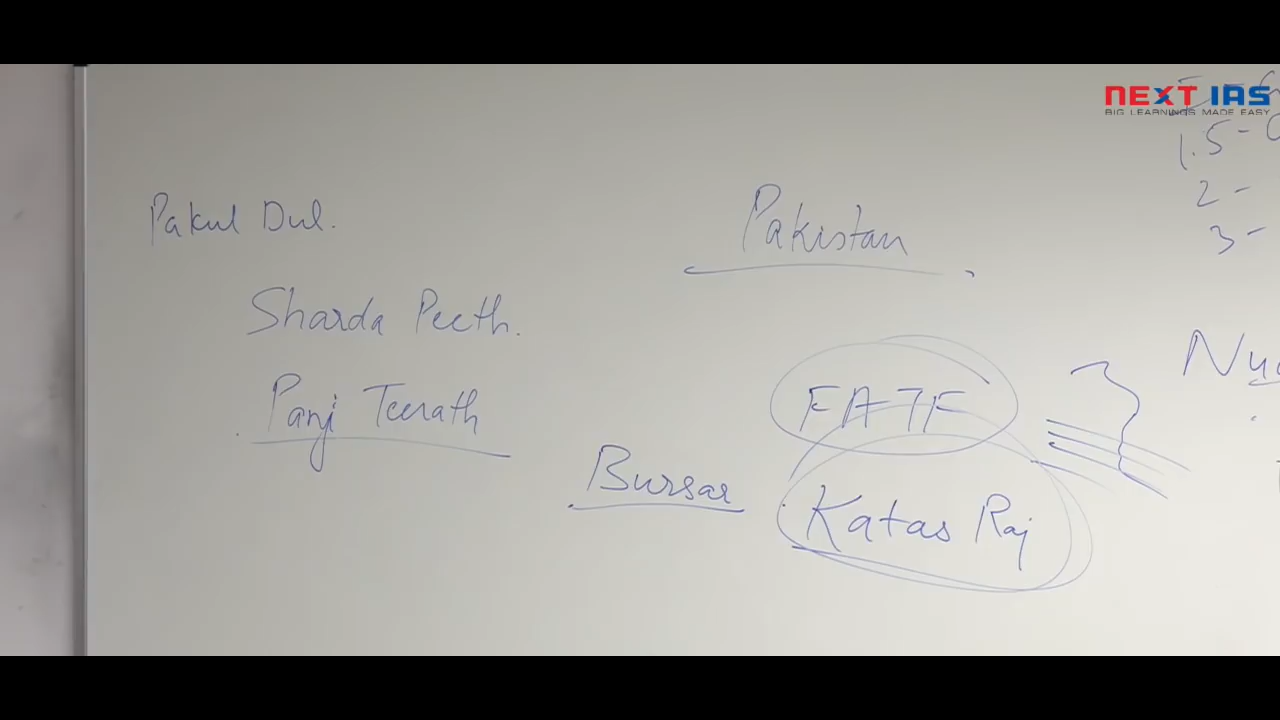 NEXT IAS
BIG LEARNINGS MADE EASY
1.5 -
2 -
3 -
Pakul Dul.
Pakistan
Sharda Peeth.
Panj Teerath
FATF
Bursar
Katas Raj